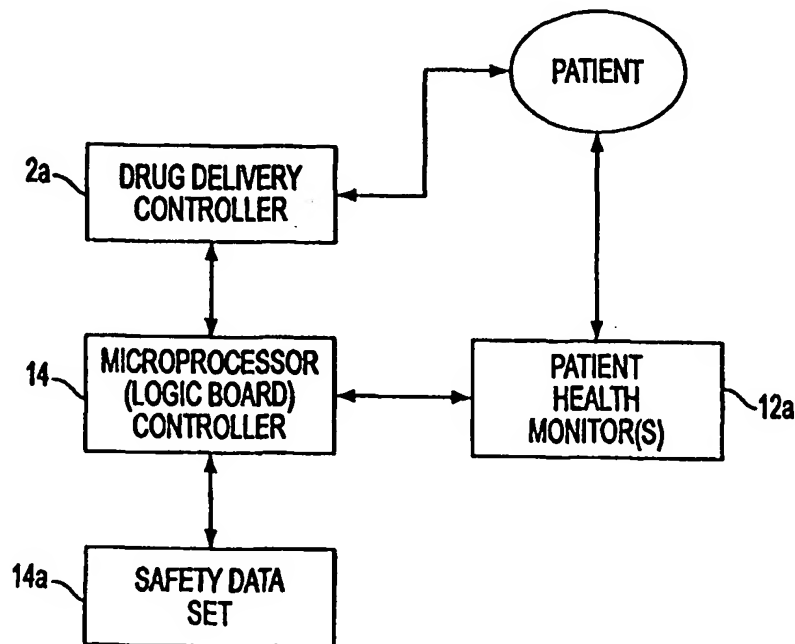 PATIENT
2a
DRUG DELIVERY
CONTROLLER
14
MICROPROCESSOR
(LOGIC BOARD)
CONTROLLER
PATIENT
HEALTH
MONITOR(S)
12a
14a
SAFETY DATA
SET